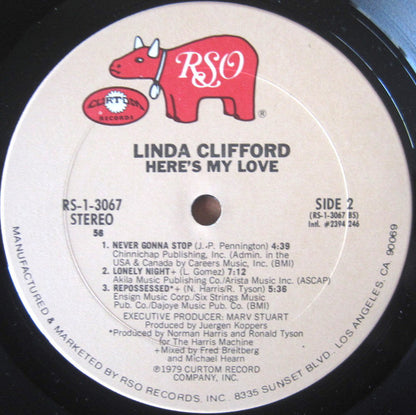 RSO
CURTOM
RECORDS
®
LINDA CLIFFORD
HERE'S MY LOVE
RS-1-3067
STEREO
58
SIDE 2
(RS-1-3067 BS)
Intl. #2394 246
1. NEVER GONNA STOP (J. P. Pennington) 4:39
Chinnichap Publishing, Inc. (Admin. in the
USA & Canada by Careers Music, Inc. (BMI)
2. LONELY NIGHT+ (L. Gomez) 7:12
Akila Music Publishing Co./Arista Music Inc. (ASCAP)
3. REPOSSESSED*+ (N. Harris/R. Tyson) 5:36
Ensign Music Corp./Six Strings Music
Pub. Co./Dajoye Music Pub. Co. (BMI)
EXECUTIVE PRODUCER: MARV STUART
Produced by Juergen Koppers
*Produced by Norman Harris and Ronald Tyson
for The Harris Machine
+Mixed by Fred Breitberg
and Michael Hearn
℗1979 CURTOM RECORD
COMPANY, INC.
MANUFACTURED & MARKETED BY RSO RECORDS, INC. 8335 SUNSET BLVD. LOS ANGELES, CA 90069